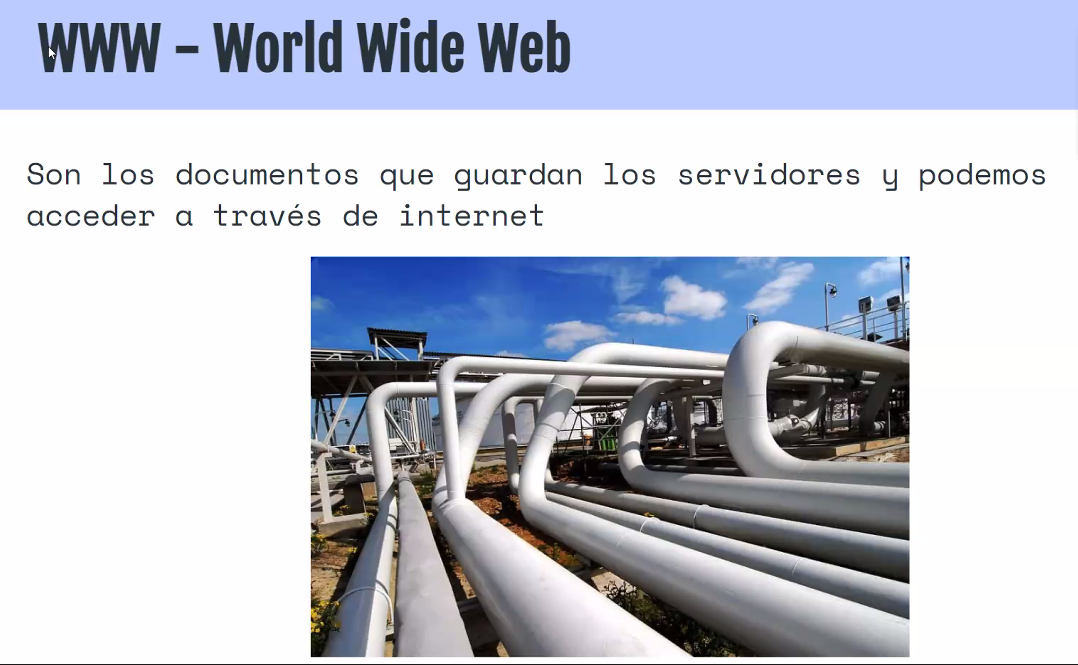 WWW - World Wide Web
Son los documentos que guardan los servidores y podemos
acceder a través de internet